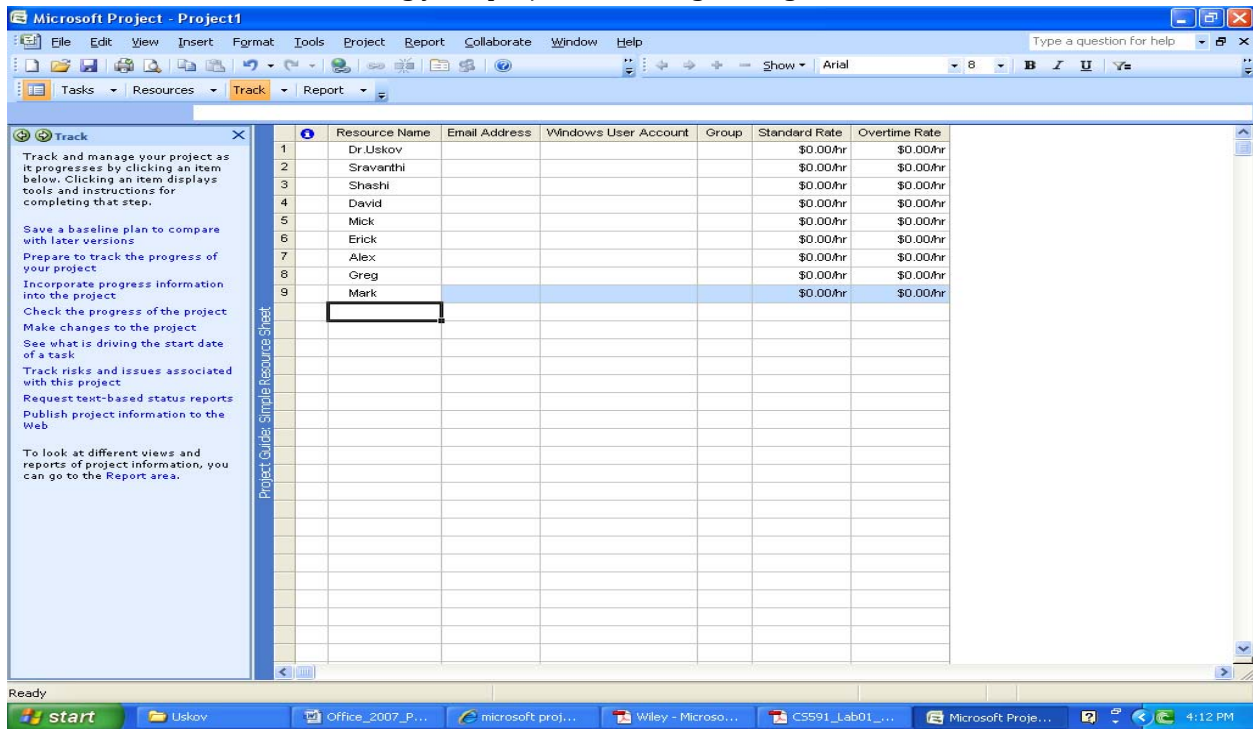 Microsoft Project - Project1
File Edit View Insert Format Tools Project Report Collaborate Window Help
Type a question for help
Show Arial 8 B I U
Tasks Resources Track Report
Track
Track and manage your project as
it progresses by clicking an item
below. Clicking an item displays
tools and instructions for
completing that step.
Save a baseline plan to compare
with later versions
Prepare to track the progress of
your project
Incorporate progress information
into the project
Check the progress of the project
Make changes to the project
See what is driving the start date
of a task
Track risks and issues associated
with this project
Request text-based status reports
Publish project information to the
Web
To look at different views and
reports of project information, you
can go to the Report area.
Project Guide: Simple Resource Sheet
Resource Name Email Address Windows User Account Group Standard Rate Overtime Rate
1 Dr.Uskov $0.00/hr $0.00/hr
2 Sravanthi $0.00/hr $0.00/hr
3 Shashi $0.00/hr $0.00/hr
4 David $0.00/hr $0.00/hr
5 Mick $0.00/hr $0.00/hr
6 Erick $0.00/hr $0.00/hr
7 Alex $0.00/hr $0.00/hr
8 Greg $0.00/hr $0.00/hr
9 Mark $0.00/hr $0.00/hr
Ready
start Uskov Office_2007_P... microsoft proj... Wiley - Microso... CS591_Lab01_... Microsoft Proje... 4:12 PM